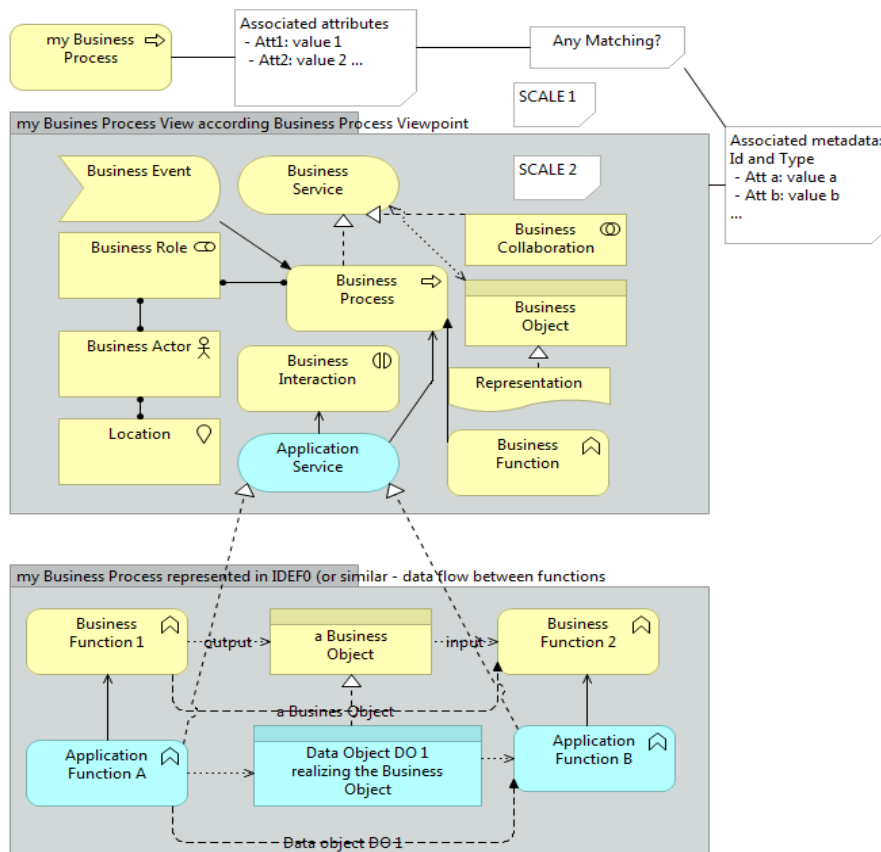 my Business
Process
Associated attributes
- Att1: value 1
- Att2: value 2 ...
Any Matching?
SCALE 1
my Busines Process View according Business Process Viewpoint
Associated metadata:
Id and Type
- Att a: value a
- Att b: value b
...
Business Event
Business
Service
SCALE 2
Business Role
Business
Collaboration
Business
Process
Business
Object
Business Actor
Business
Interaction
Representation
Location
Application
Service
Business
Function
my Business Process represented in IDEF0 (or similar - data flow between functions
Business
Function 1
output
a Business
Object
input
Business
Function 2
a Busines Object
Application
Function A
Data Object DO 1
realizing the Business
Object
Application
Function B
Data object DO 1